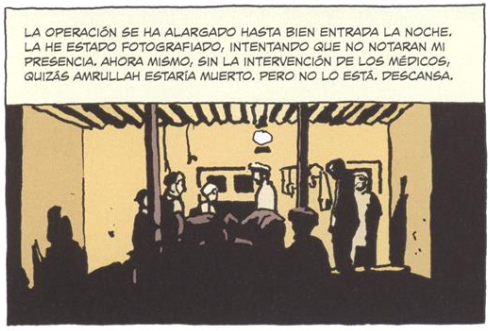 LA OPERACIÓN SE HA ALARGADO HASTA BIEN ENTRADA LA NOCHE.
LA HE ESTADO FOTOGRAFIADO, INTENTANDO QUE NO NOTARAN MI
PRESENCIA. AHORA MISMO, SIN LA INTERVENCIÓN DE LOS MÉDICOS,
QUIZÁS AMRULLAH ESTARÍA MUERTO. PERO NO LO ESTÁ. DESCANSA.